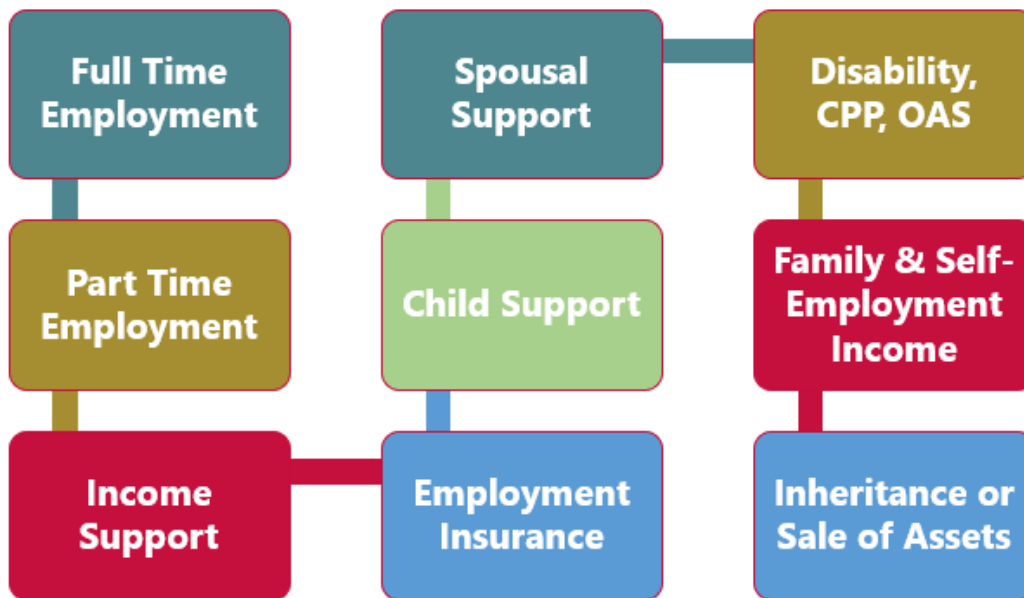 Full Time
Employment
Part Time
Employment
Income
Support
Employment
Insurance
Child Support
Spousal
Support
Disability,
CPP, OAS
Family & Self-
Employment
Income
Inheritance or
Sale of Assets